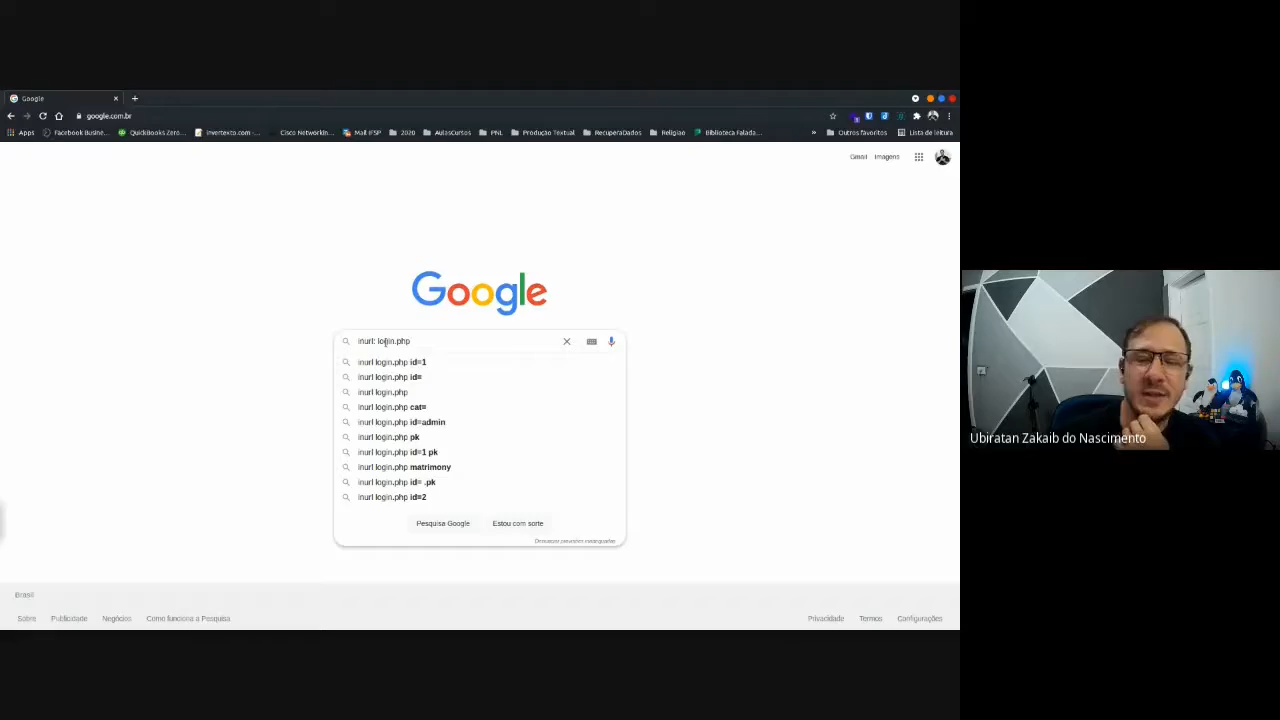 Google
google.com.br
Apps
Facebook Busine...
QuickBooks Zero...
invertexto.com -...
Cisco Networkin...
Mail IFSP
2020
AulasCurtos
PNL
Produção Textual
RecuperaDados
Religiao
Biblioteca Falada...
»
Outros favoritos
Lista de leitura
Gmail
Imagens
Google
inurl: login.php
inurl login.php id=1
inurl login.php id=
inurl login.php
inurl login.php cat=
inurl login.php id=admin
inurl login.php pk
inurl login.php id=1 pk
inurl login.php matrimony
inurl login.php id= .pk
inurl login.php id=2
Pesquisa Google
Estou com sorte
Denunciar previsões inadequadas
Brasil
Sobre
Publicidade
Negócios
Como funciona a Pesquisa
Privacidade
Termos
Configurações
Ubiratan Zakaib do Nascimento